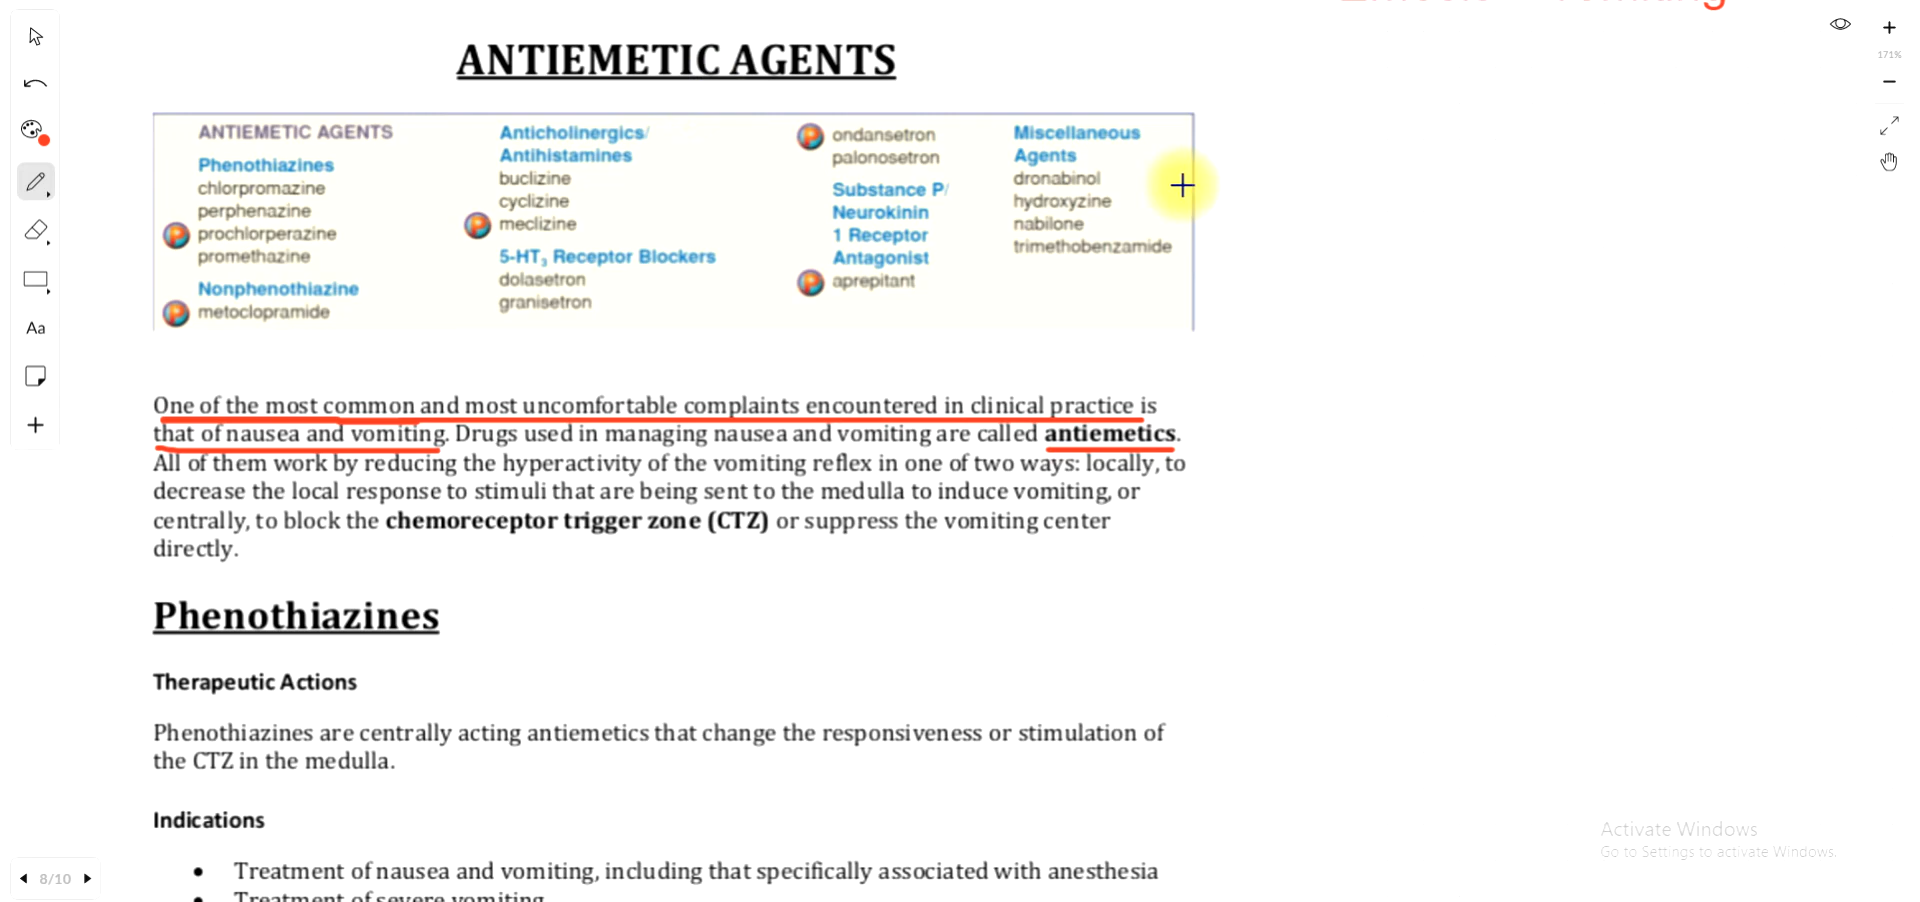 ANTIEMETIC AGENTS
ANTIEMETIC AGENTS
Phenothiazines
chlorpromazine
perphenazine
prochlorperazine
promethazine
Nonphenothiazine
metoclopramide
Anticholinergics/
Antihistamines
buclizine
cyclizine
meclizine
5-HT3 Receptor Blockers
dolasetron
granisetron
ondansetron
palonosetron
Substance P/
Neurokinin
1 Receptor
Antagonist
aprepitant
Miscellaneous
Agents
dronabinol
hydroxyzine
nabilone
trimethobenzamide
One of the most common and most uncomfortable complaints encountered in clinical practice is
that of nausea and vomiting. Drugs used in managing nausea and vomiting are called antiemetics.
All of them work by reducing the hyperactivity of the vomiting reflex in one of two ways: locally, to
decrease the local response to stimuli that are being sent to the medulla to induce vomiting, or
centrally, to block the chemoreceptor trigger zone (CTZ) or suppress the vomiting center
directly.
Phenothiazines
Therapeutic Actions
Phenothiazines are centrally acting antiemetics that change the responsiveness or stimulation of
the CTZ in the medulla.
Indications
• Treatment of nausea and vomiting, including that specifically associated with anesthesia
• Treatment of severe vomiting
Aa
8/10
171%
Activate Windows
Go to Settings to activate Windows.